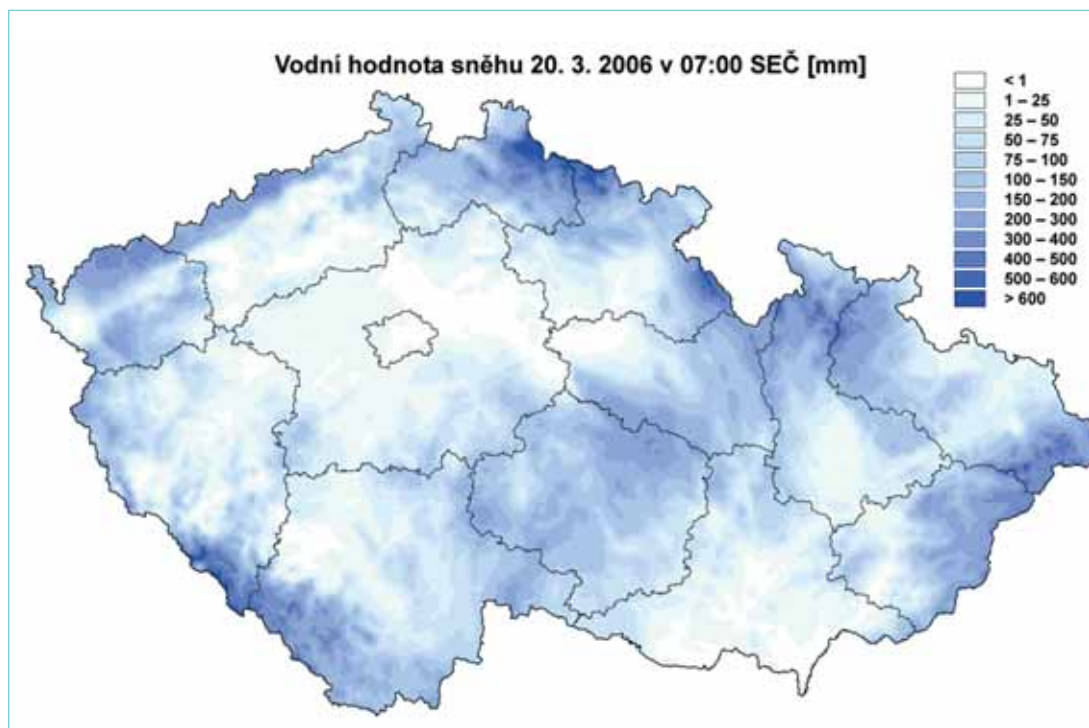 Vodní hodnota sněhu 20. 3. 2006 v 07:00 SEČ [mm]
< 1
1 – 25
25 – 50
50 – 75
75 – 100
100 – 150
150 – 200
200 – 300
300 – 400
400 – 500
500 – 600
> 600